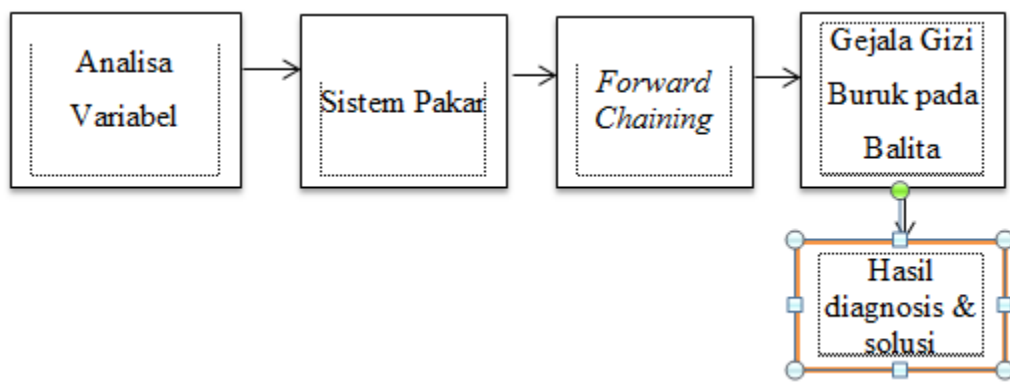 Analisa
Variabel
Sistem Pakar
Forward
Chaining
Gejala Gizi
Buruk pada
Balita
Hasil
diagnosis &
solusi